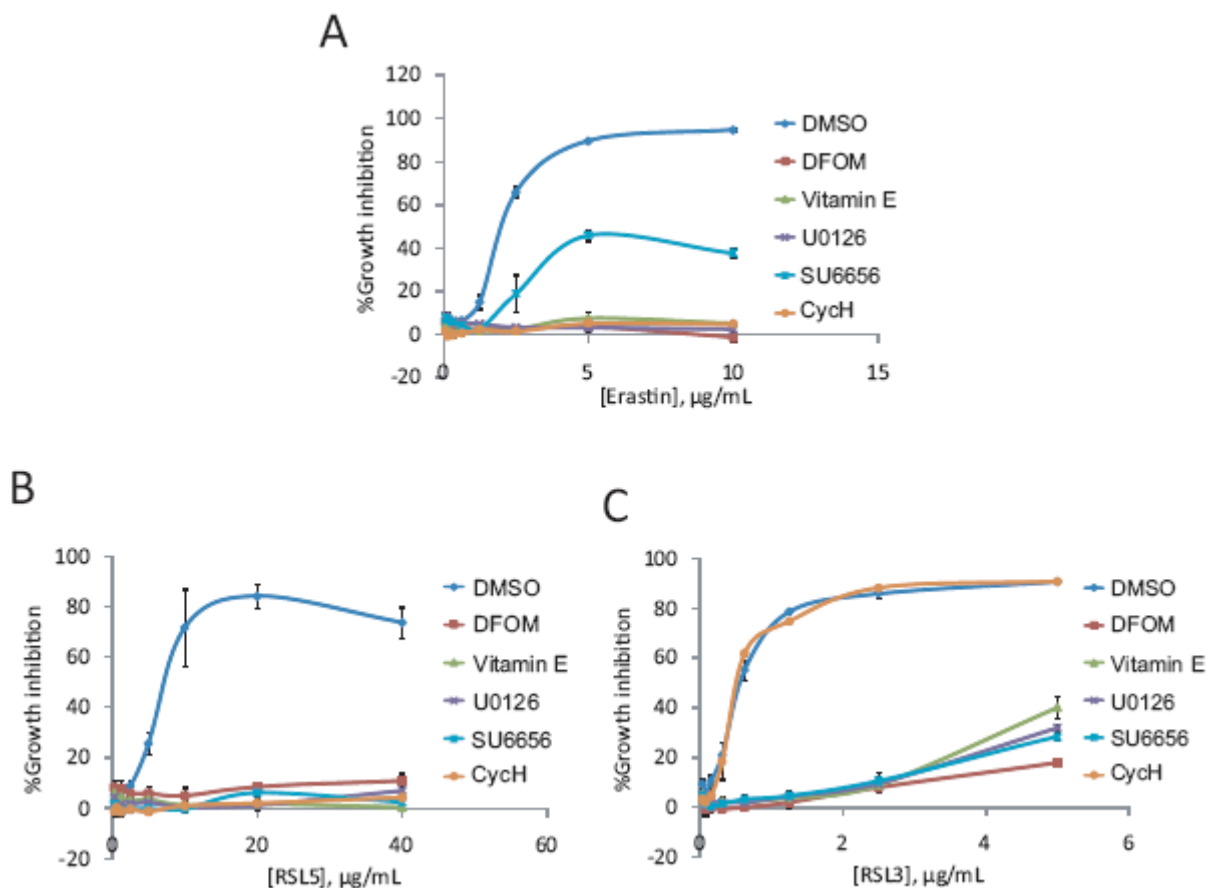 A
%Growth inhibition
120
100
80
60
40
20
0
-20
0
5
10
15
[Erastin], µg/mL
DMSO
DFOM
Vitamin E
U0126
SU6656
CycH
B
%Growth inhibition
100
80
60
40
20
0
-20
0
20
40
60
[RSL5], µg/mL
DMSO
DFOM
Vitamin E
U0126
SU6656
CycH
C
%Growth inhibition
100
80
60
40
20
0
-20
0
2
4
6
[RSL3], µg/mL
DMSO
DFOM
Vitamin E
U0126
SU6656
CycH